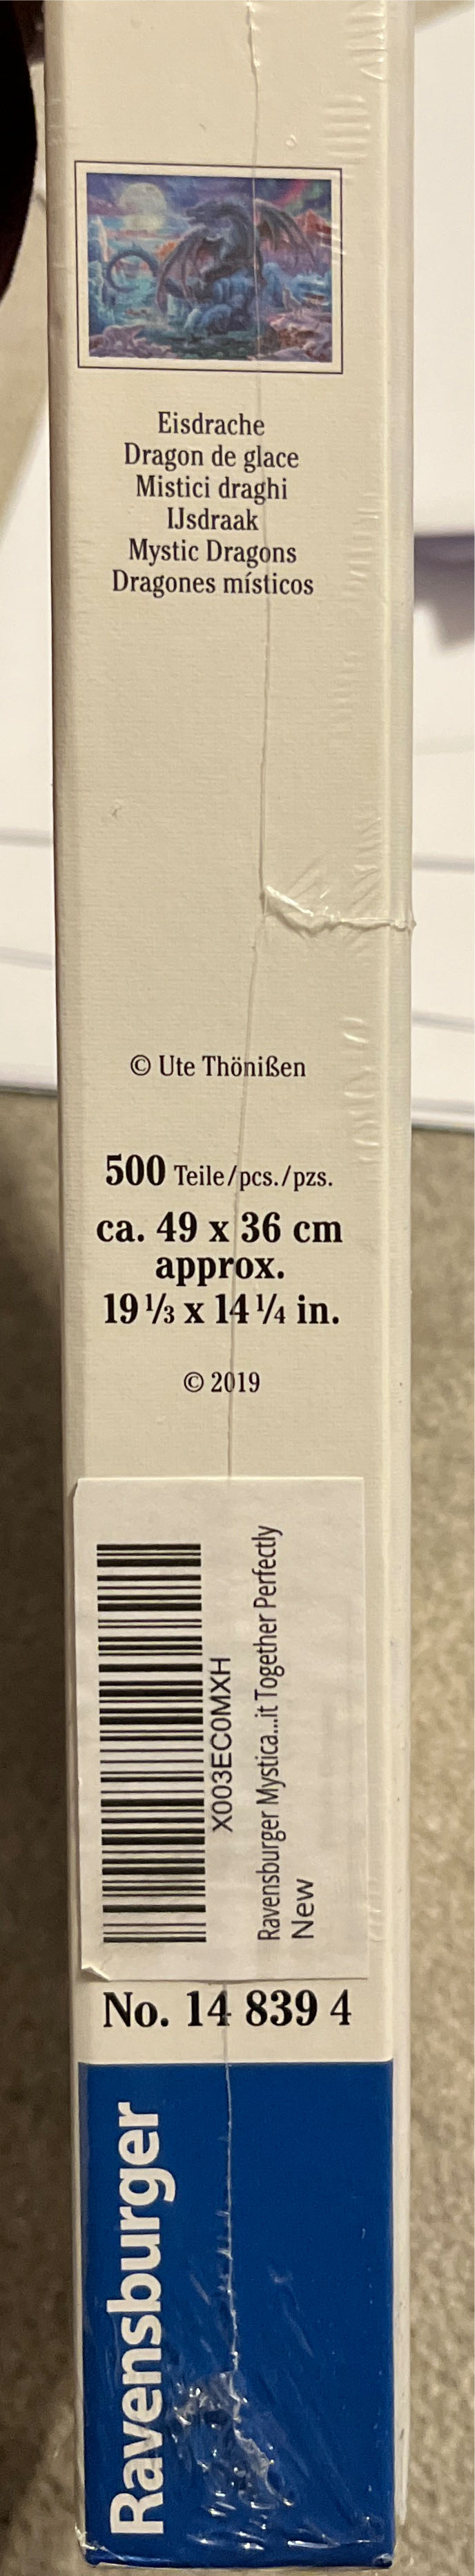 Eisdrache
Dragon de glace
Mistici draghi
IJsdraak
Mystic Dragons
Dragones místicos
© Ute Thönißen
500 Teile/pcs./pzs.
ca. 49 x 36 cm
approx.
19 1/3 x 14 1/4 in.
© 2019
X003EC0MXH
Ravensburger Mystica...it Together Perfectly
New
No. 14 839 4
Ravensburger